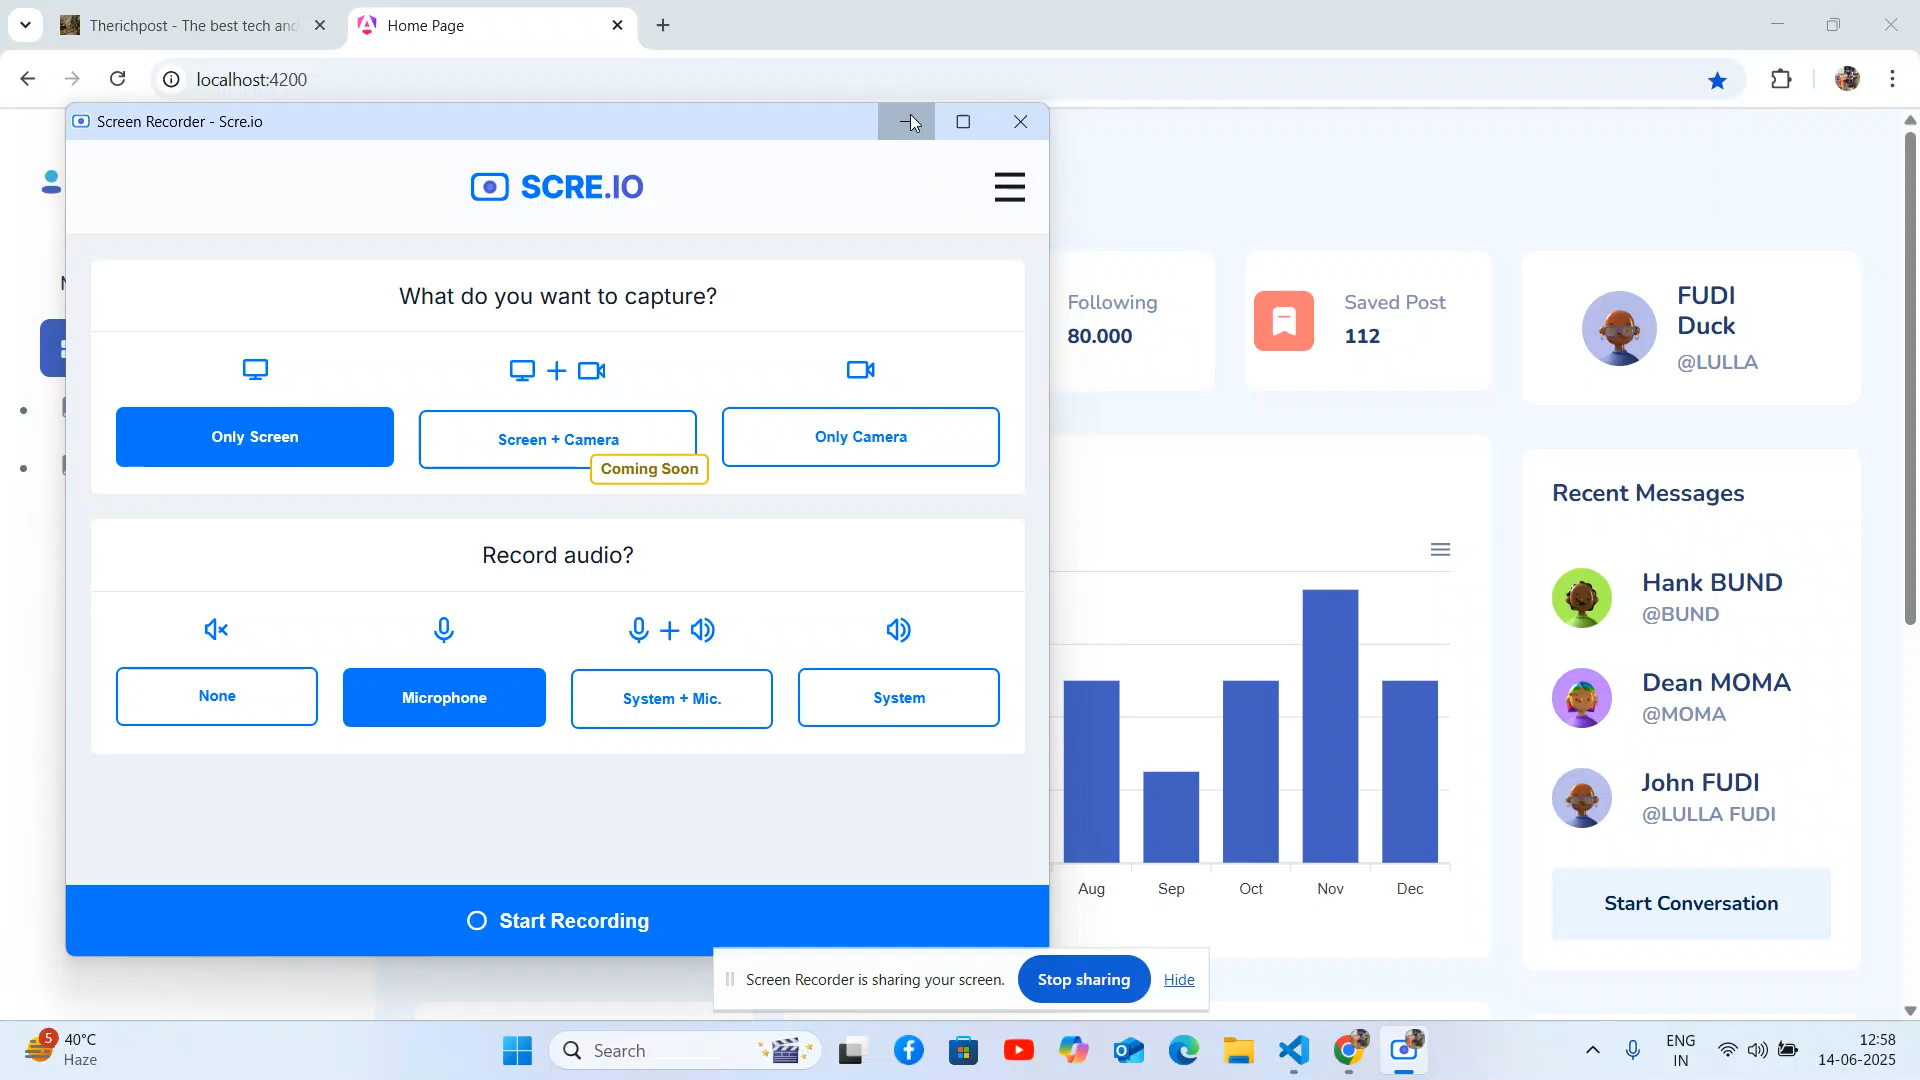 Therichpost - The best tech and
Home Page
localhost:4200
Screen Recorder - Scre.io
SCRE.IO
What do you want to capture?
Only Screen
Screen + Camera
Coming Soon
Only Camera
Record audio?
None
Microphone
System + Mic.
System
Start Recording
Following
80.000
Saved Post
112
FUDI
Duck
@LULLA
Recent Messages
Hank BUND
@BUND
Dean MOMA
@MOMA
John FUDI
@LULLA FUDI
Start Conversation
Aug Sep Oct Nov Dec
Screen Recorder is sharing your screen.
Stop sharing
Hide
5
40°C
Haze
Search
ENG
IN
12:58
14-06-2025